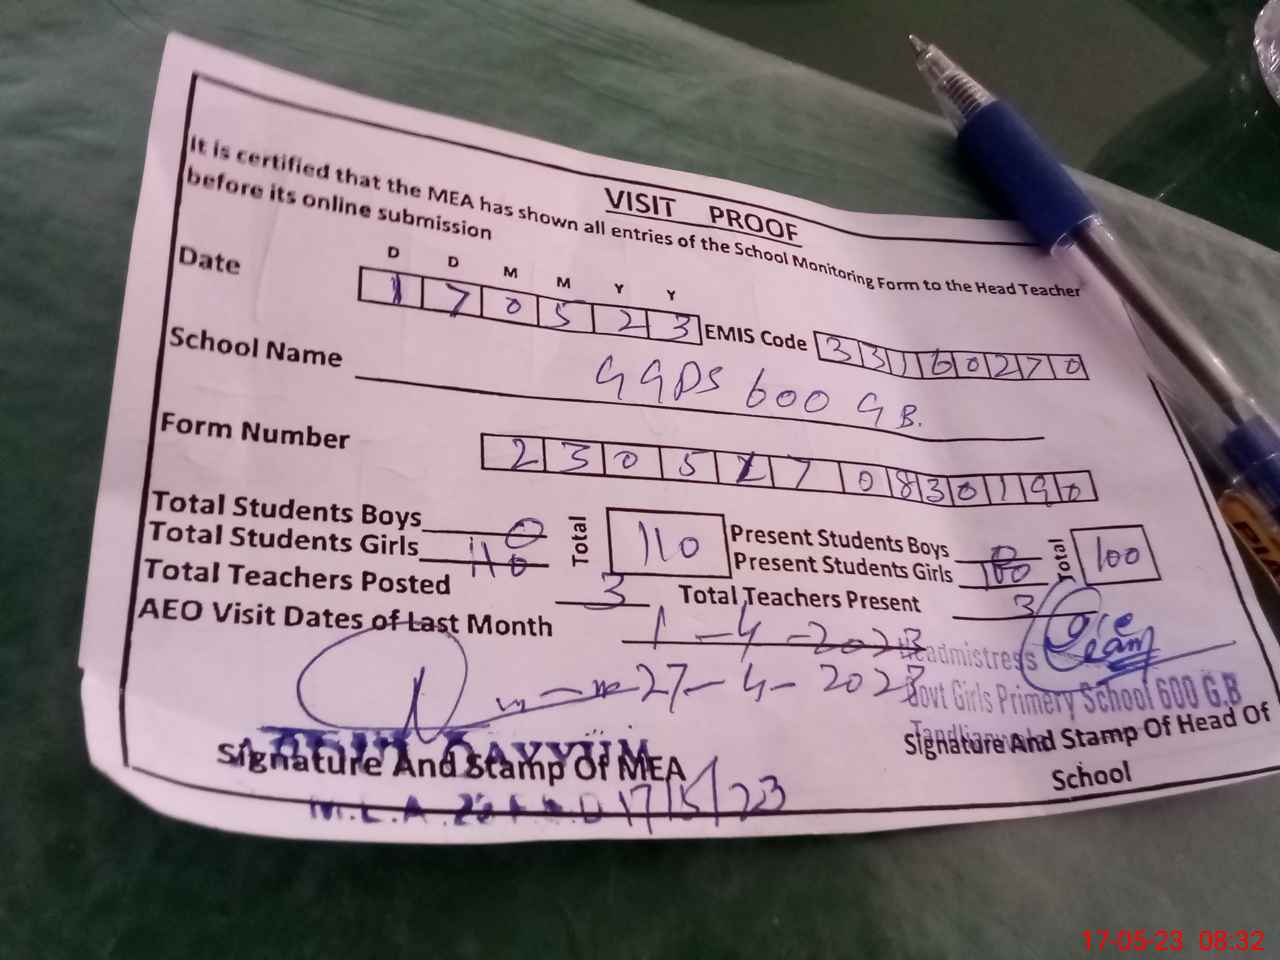 VISIT PROOF
It is certified that the MEA has shown all entries of the School Monitoring Form to the Head Teacher
before its online submission
D D M M Y Y
Date 1 7 0 5 2 3 EMIS Code 3 3 1 6 0 2 7 0
School Name GGPS 600 GB.
Form Number 2 3 0 5 1 7 0 8 3 0 1 9 0
Total Students Boys 0 Total 110 Present Students Boys 0 Total 100
Total Students Girls 110 Present Students Girls 100
Total Teachers Posted 3 Total Teachers Present 3
AEO Visit Dates of Last Month 1-4-2023
27-4-2023
Headmistress
Govt Girls Primery School 600 G.B
Signature And Stamp Of Head Of
School
ABDUL QAYYUM
Signature And Stamp Of MEA
M.E.A. 17/5/23
17-05-23 08:32